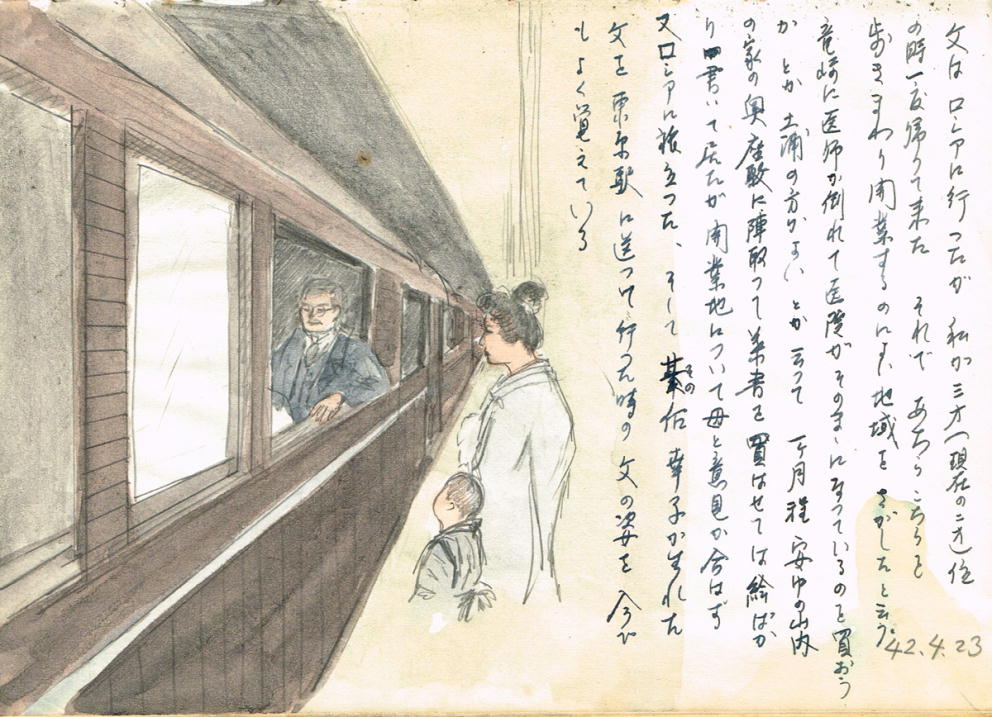 父は ロシアに行ったが 私が三才(現在の二才)位
の時一度帰って来た それで あちらこちらを
歩きまわり開業するのによい地域を さがしたと云う。
竜崎に医師が倒れて医院がそのままになっているのを買おう
か とか 土浦の方がよい とか 云って 一ヶ月程 安中の山内
の家の奥座敷に陣取って 葉書を買はせては絵ばか
り書いて居たが 開業地について母と意見が合はず
又ロシアに旅立った、 そして 其後 幸子が生れた
その
父を東京駅に送って行った時の 父の姿を 今でも
もよく覚えている
42.4.23